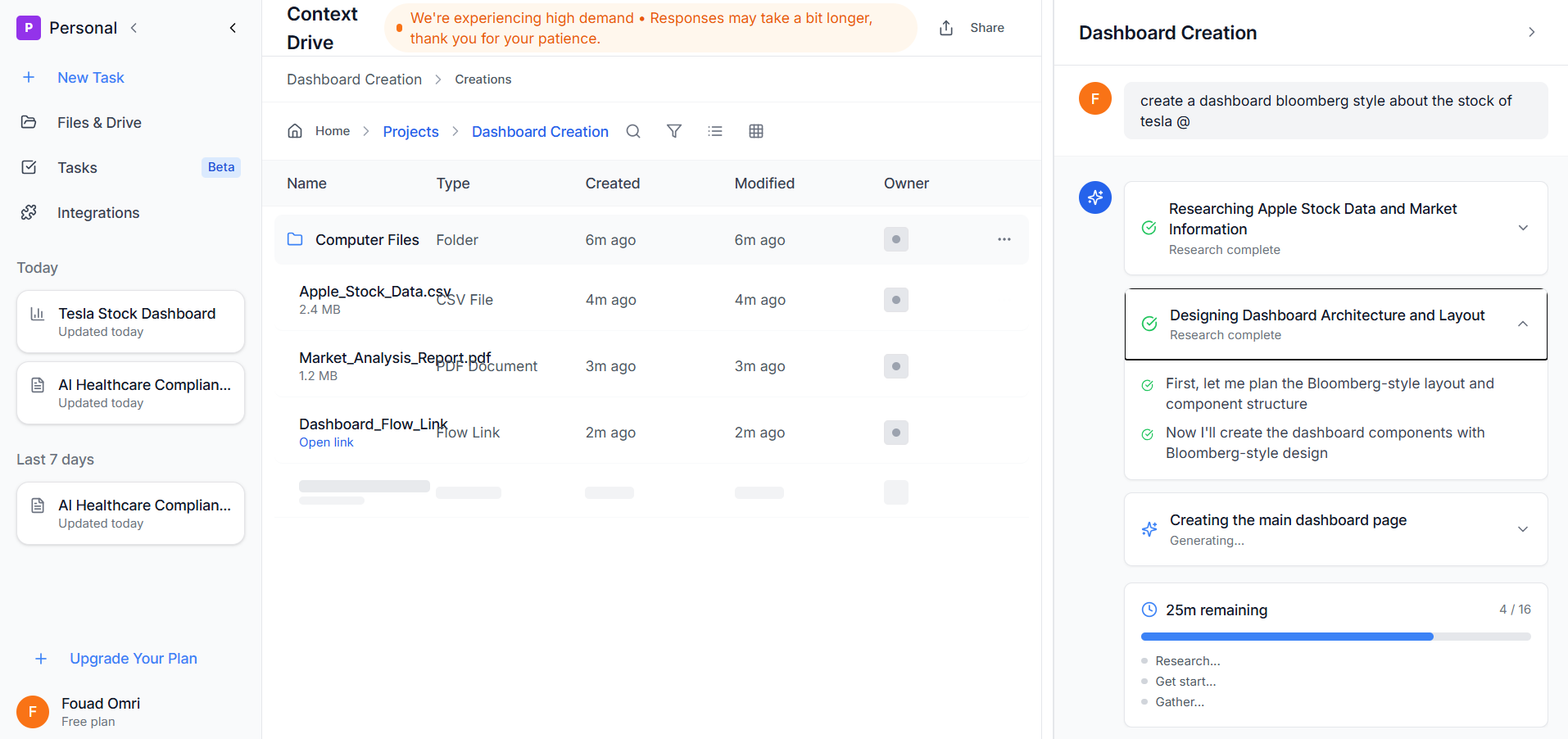 P Personal
New Task
Files & Drive
Tasks Beta
Integrations
Today
Tesla Stock Dashboard
Updated today
AI Healthcare Complian...
Updated today
Last 7 days
AI Healthcare Complian...
Updated today
Upgrade Your Plan
F
Fouad Omri
Free plan
Context
Drive
We're experiencing high demand • Responses may take a bit longer,
thank you for your patience.
Share
Dashboard Creation Creations
Home Projects Dashboard Creation
Name Type Created Modified Owner
Computer Files Folder 6m ago 6m ago
Apple_Stock_Data.csv CSV File 4m ago 4m ago
2.4 MB
Market_Analysis_Report.pdf PDF Document 3m ago 3m ago
1.2 MB
Dashboard_Flow_Link Flow Link 2m ago 2m ago
Open link
Dashboard Creation
F
create a dashboard bloomberg style about the stock of
tesla @
Researching Apple Stock Data and Market
Information
Research complete
Designing Dashboard Architecture and Layout
Research complete
First, let me plan the Bloomberg-style layout and
component structure
Now I'll create the dashboard components with
Bloomberg-style design
Creating the main dashboard page
Generating...
25m remaining 4 / 16
Research...
Get start...
Gather...